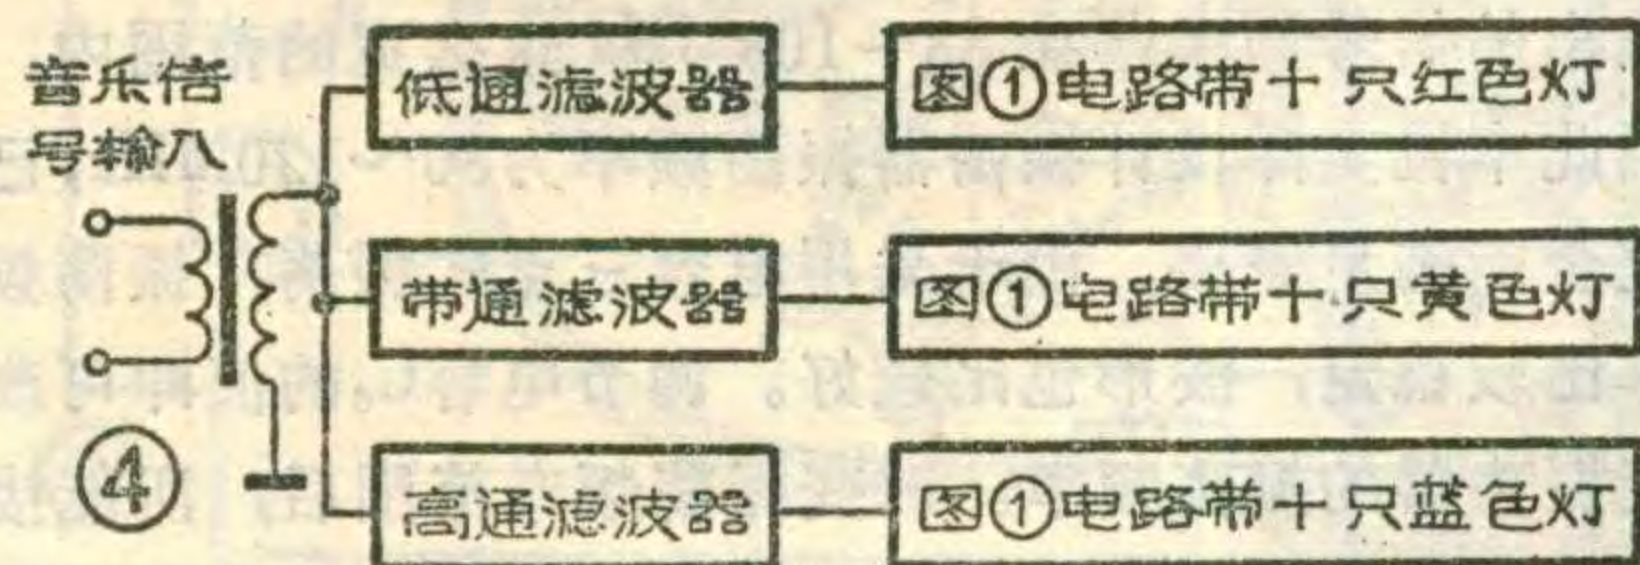 音乐信
号输入
低通滤波器
图①电路带十只红色灯
带通滤波器
图①电路带十只黄色灯
高通滤波器
图①电路带十只蓝色灯
④